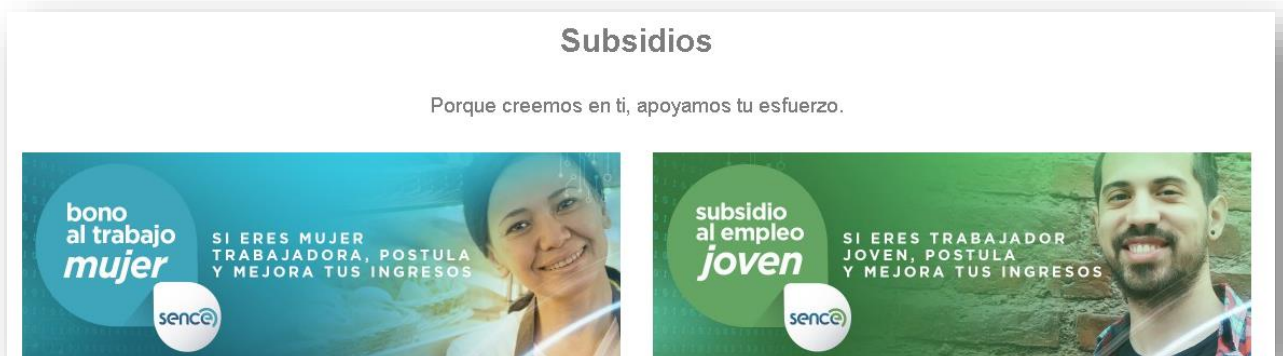 Subsidios
Porque creemos en ti, apoyamos tu esfuerzo.
bono
al trabajo
mujer
SI ERES MUJER
TRABAJADORA, POSTULA
Y MEJORA TUS INGRESOS
sence
subsidio
al empleo
joven
SI ERES TRABAJADOR
JOVEN, POSTULA
Y MEJORA TUS INGRESOS
sence